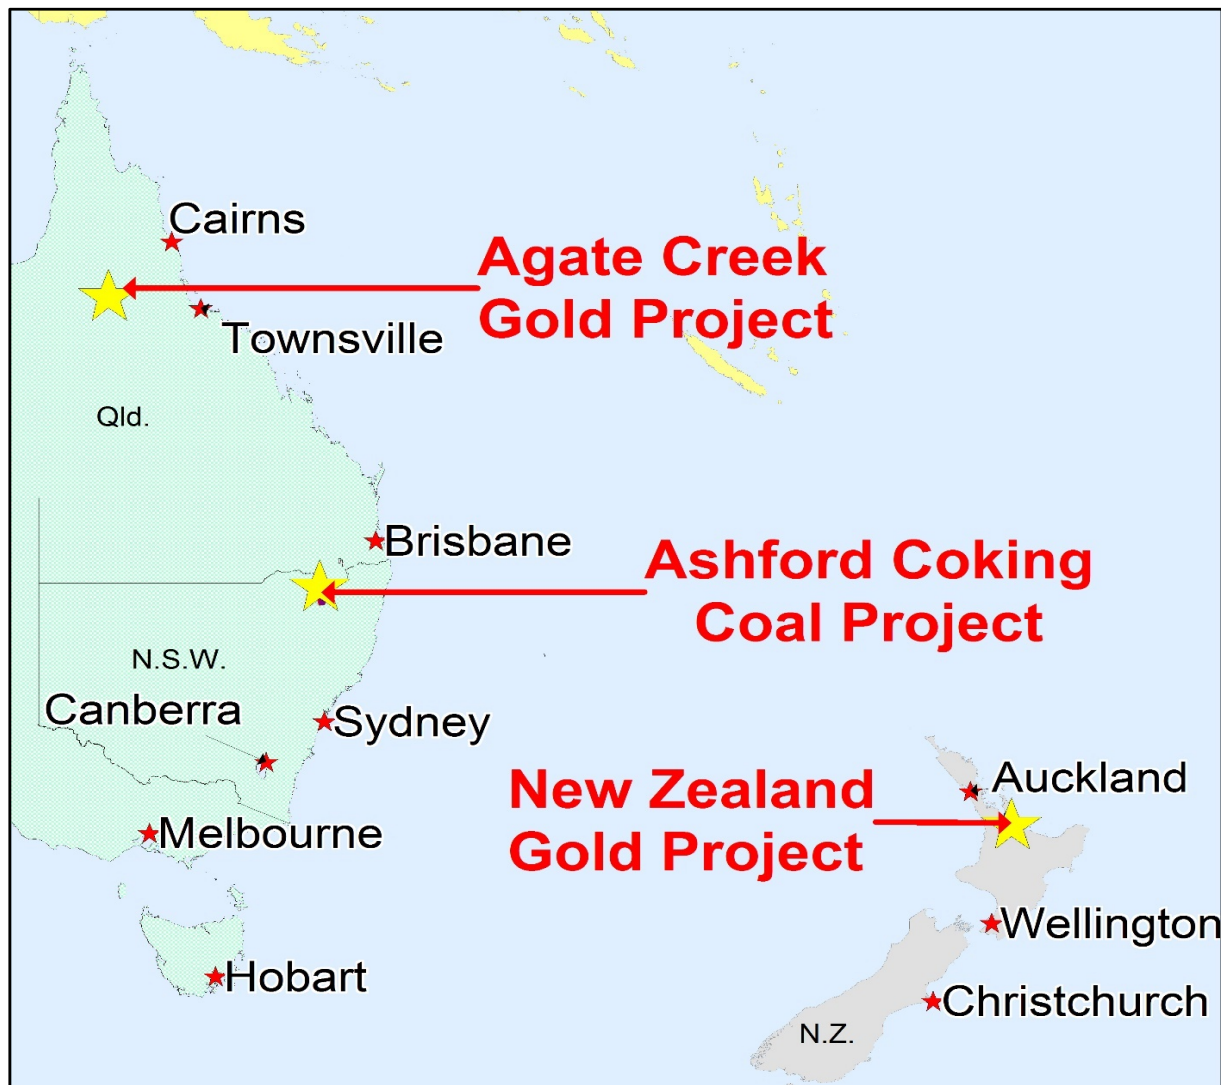 Cairns
Agate Creek
Gold Project
Townsville
Qld.
Brisbane
Ashford Coking
Coal Project
N.S.W.
Canberra
Sydney
New Zealand
Gold Project
Auckland
Melbourne
Wellington
Hobart
Christchurch
N.Z.